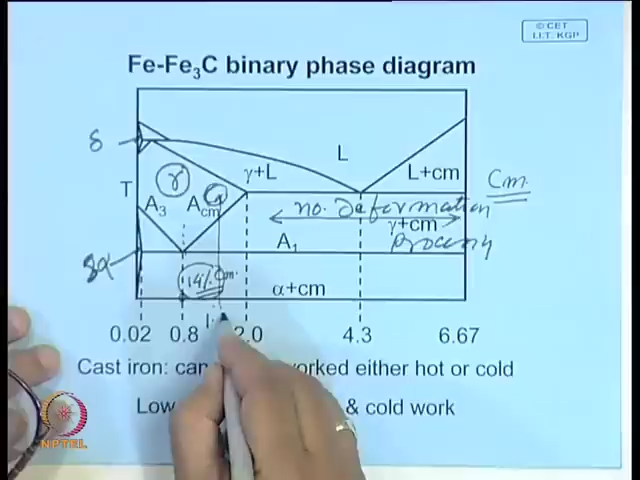 © CET
I.I.T. KGP
Fe-Fe3C binary phase diagram
δ
L
γ+L
L+cm
Cm.
T
γ
A3
Acm
no. Deformation
γ+cm
A1
α+cm
14%
cm.
0.02 0.8 2.0 4.3 6.67
Cast iron: can worked either hot or cold
Low & cold work
NPTEL